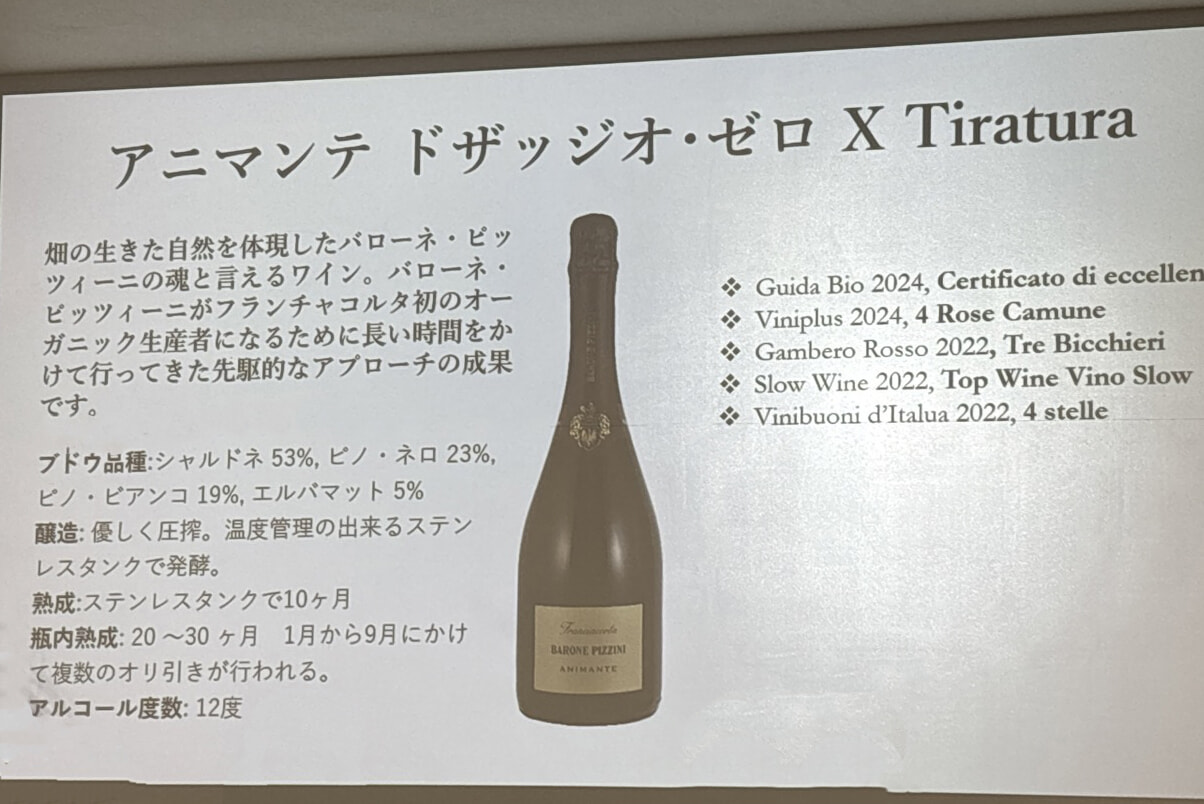 アニマンテ ドザッジオ・ゼロ X Tiratura
畑の生きた自然を体現したバローネ・ピッ
ツィーニの魂と言えるワイン。バローネ・
ピッツィーニがフランチャコルタ初のオー
ガニック生産者になるために長い時間をか
けて行ってきた先駆的なアプローチの成果
です。
ブドウ品種:シャルドネ 53%, ピノ・ネロ 23%,
ピノ・ビアンコ 19%, エルバマット 5%
醸造: 優しく圧搾。温度管理の出来るステン
レスタンクで発酵。
熟成:ステンレスタンクで10ヶ月
瓶内熟成: 20 ～30 ヶ月　1月から9月にかけ
て複数のオリ引きが行われる。
アルコール度数: 12度
Franciacorta
BARONE PIZZINI
ANIMANTE
❖ Guida Bio 2024, Certificato di eccellen
❖ Viniplus 2024, 4 Rose Camune
❖ Gambero Rosso 2022, Tre Bicchieri
❖ Slow Wine 2022, Top Wine Vino Slow
❖ Vinibuoni d'Italua 2022, 4 stelle